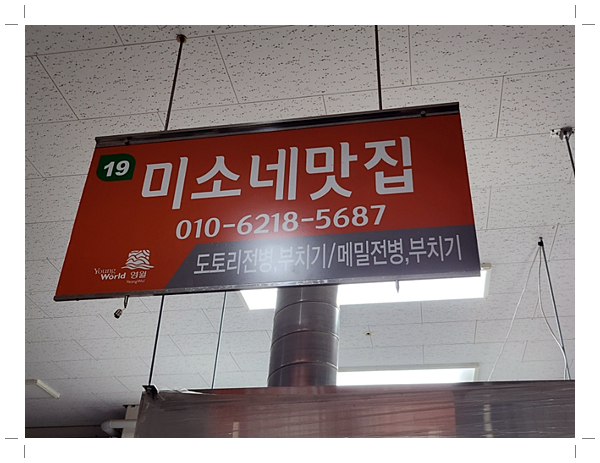 19
미소네맛집
010-6218-5687
도토리전병,부치기/메밀전병,부치기
Young
World 영월
YeongWol